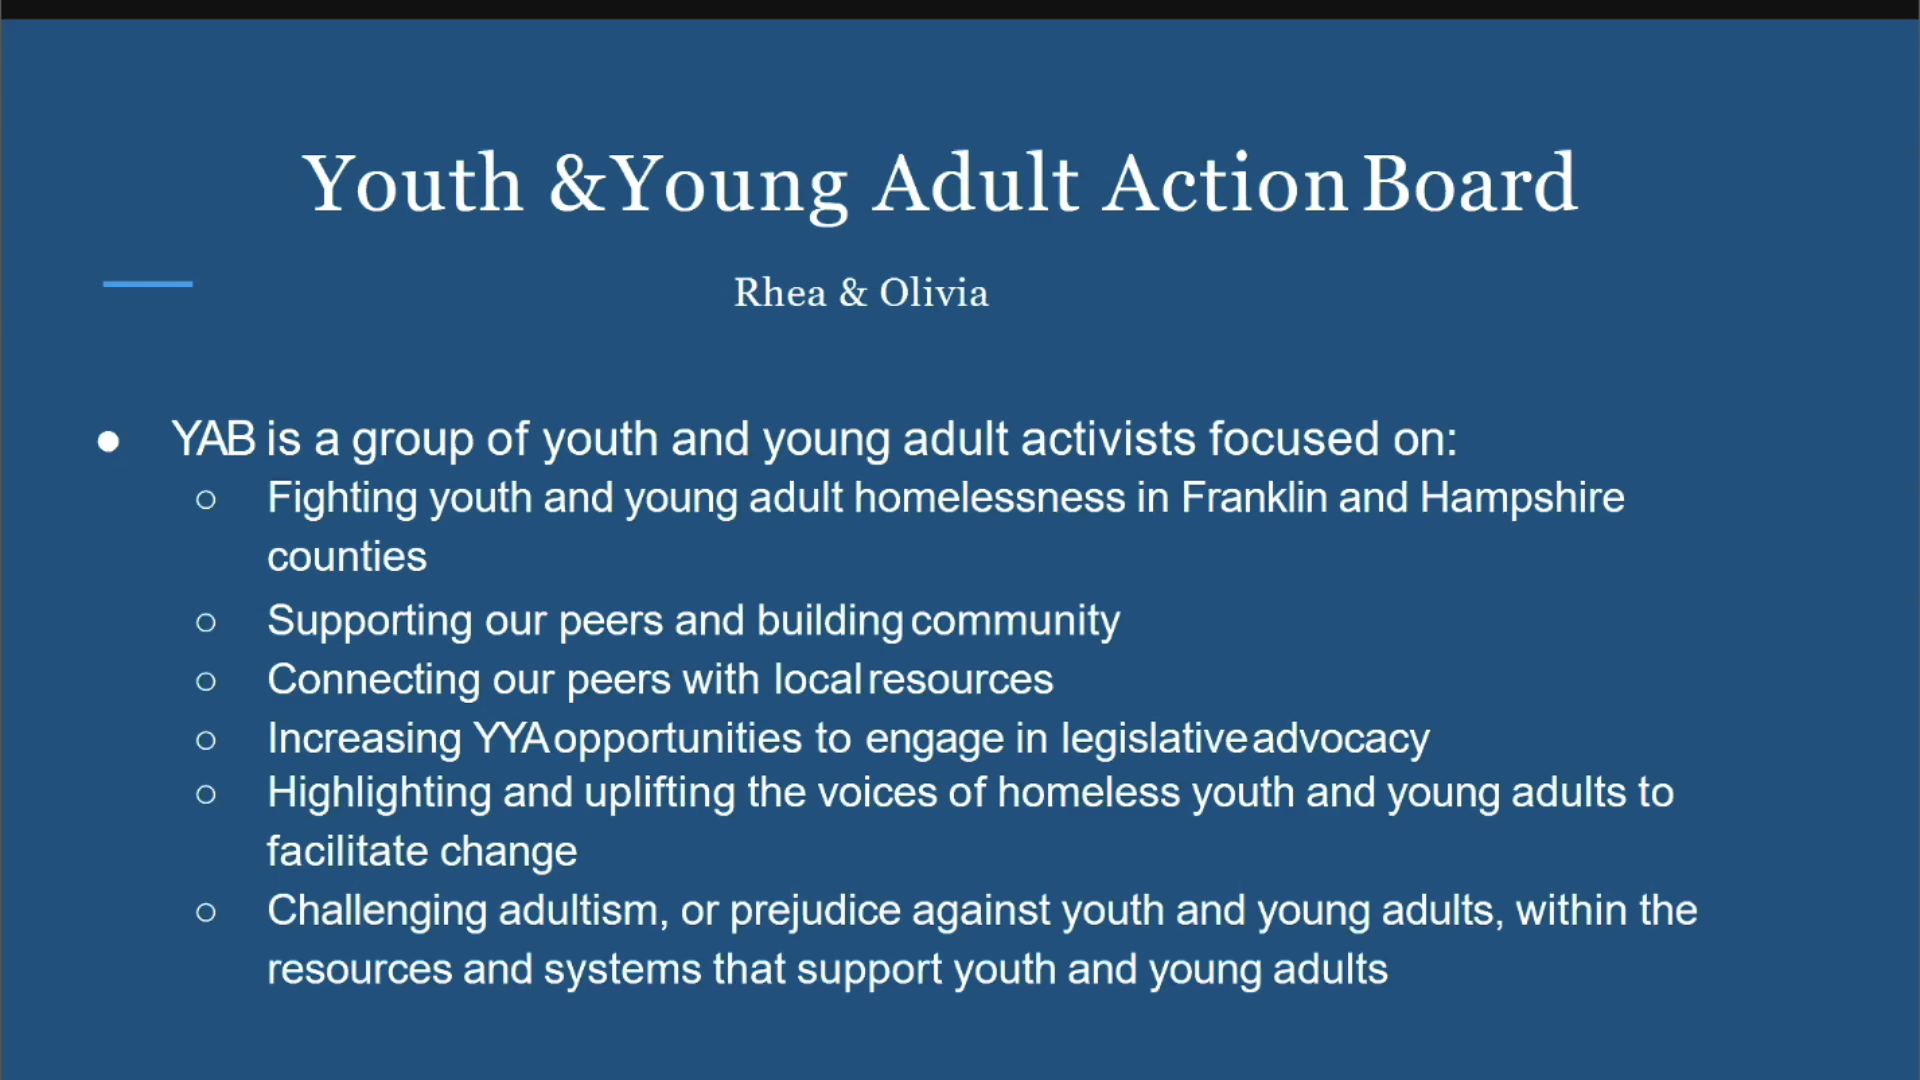 Youth & Young Adult Action Board
Rhea & Olivia
● YAB is a group of youth and young adult activists focused on:
○ Fighting youth and young adult homelessness in Franklin and Hampshire
counties
○ Supporting our peers and building community
○ Connecting our peers with local resources
○ Increasing YYA opportunities to engage in legislative advocacy
○ Highlighting and uplifting the voices of homeless youth and young adults to
facilitate change
○ Challenging adultism, or prejudice against youth and young adults, within the
resources and systems that support youth and young adults